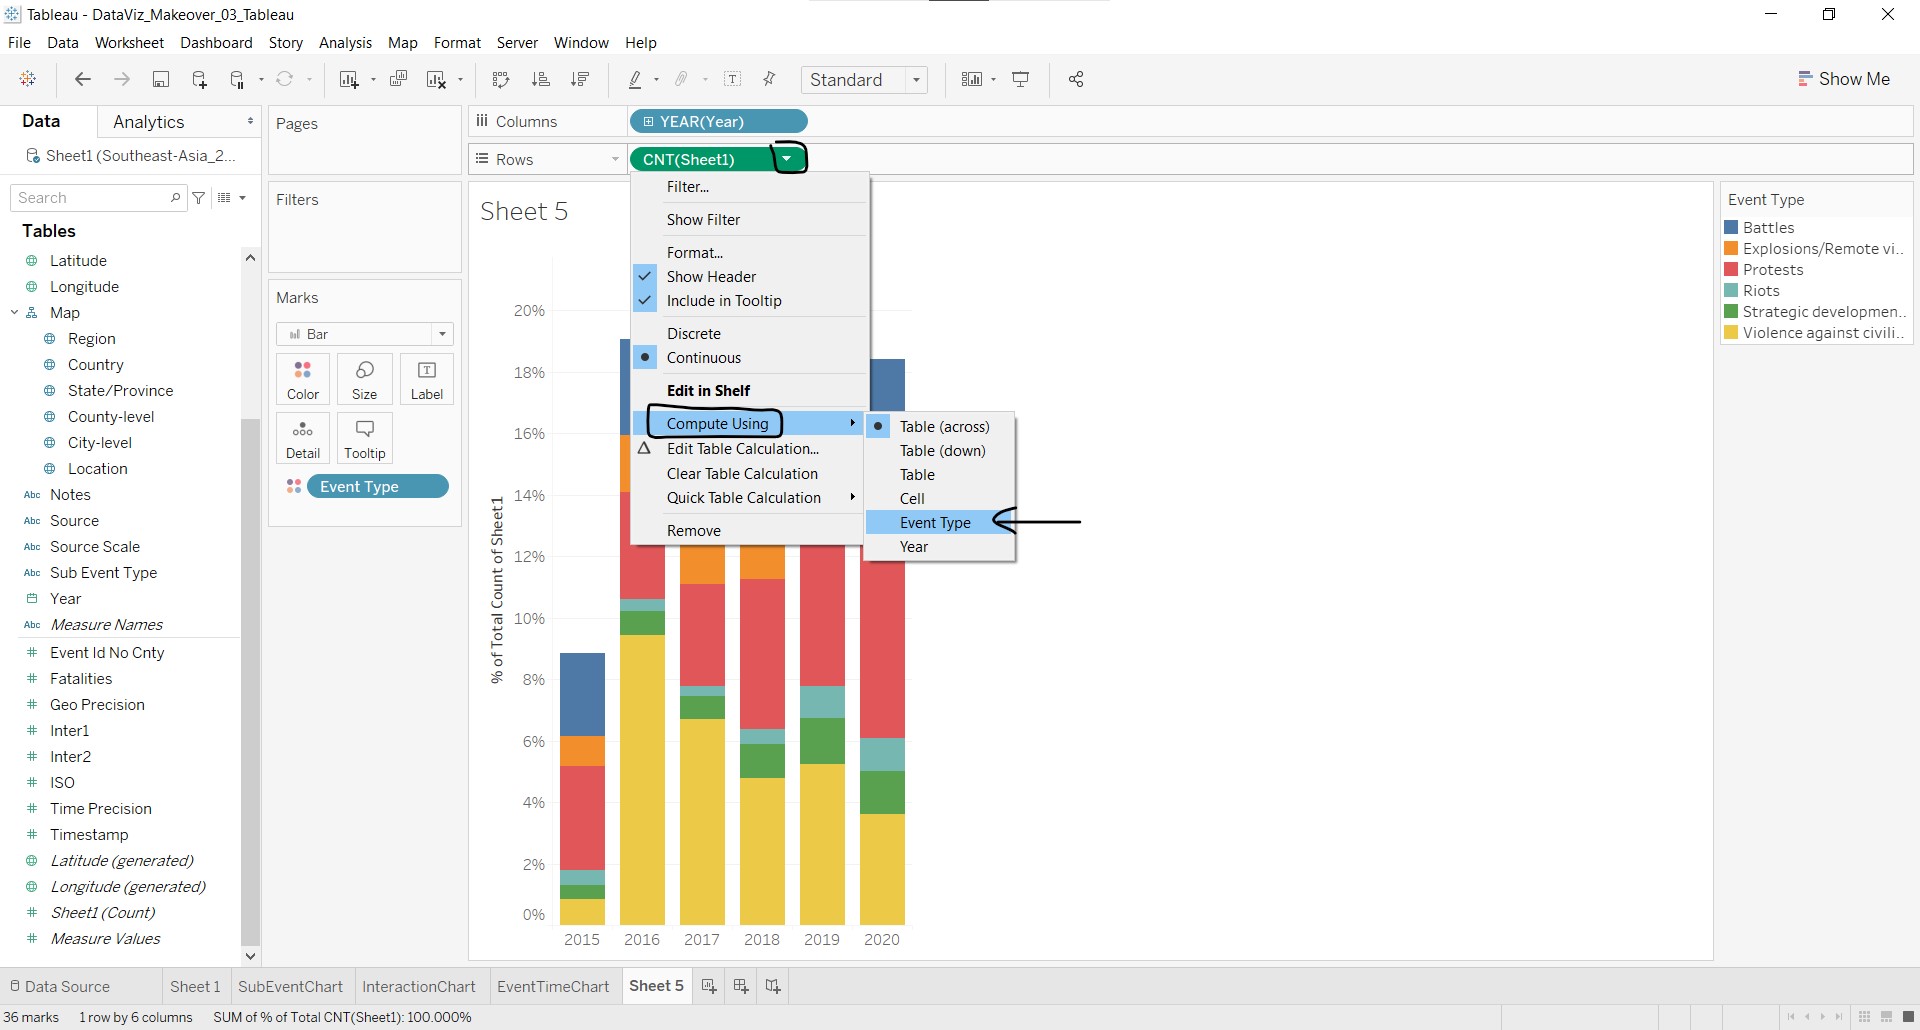 Tableau - DataViz_Makeover_03_Tableau
File Data Worksheet Dashboard Story Analysis Map Format Server Window Help
Standard
Show Me
Data
Analytics
Pages
Columns
YEAR(Year)
Sheet1 (Southeast-Asia_2...
Rows
CNT(Sheet1)
Search
Filters
Tables
Latitude
Longitude
Map
Region
Country
State/Province
County-level
City-level
Location
Abc Notes
Abc Source
Abc Source Scale
Abc Sub Event Type
Year
Abc Measure Names
# Event Id No Cnty
# Fatalities
# Geo Precision
# Inter1
# Inter2
# ISO
# Time Precision
# Timestamp
Latitude (generated)
Longitude (generated)
# Sheet1 (Count)
# Measure Values
Marks
Bar
Color
Size
Label
Detail
Tooltip
Event Type
Sheet 5
Filter...
Show Filter
Format...
Show Header
Include in Tooltip
Discrete
Continuous
Edit in Shelf
Compute Using
Edit Table Calculation...
Clear Table Calculation
Quick Table Calculation
Remove
Table (across)
Table (down)
Table
Cell
Event Type
Year
% of Total Count of Sheet1
20%
18%
16%
14%
12%
10%
8%
6%
4%
2%
0%
2015 2016 2017 2018 2019 2020
Event Type
Battles
Explosions/Remote vi..
Protests
Riots
Strategic developmen..
Violence against civili..
Data Source
Sheet 1
SubEventChart
InteractionChart
EventTimeChart
Sheet 5
36 marks 1 row by 6 columns SUM of % of Total CNT(Sheet1): 100.000%